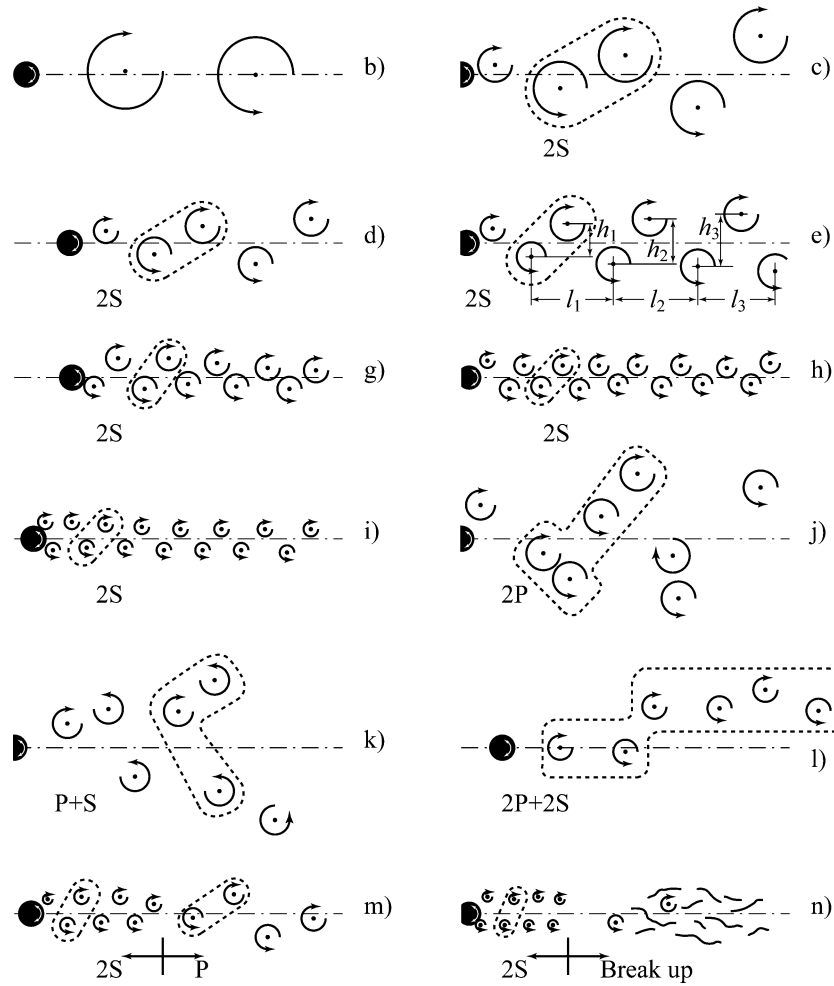 b)
c)
2S
d)
2S
e)
2S
h1
h2
h3
l1
l2
l3
g)
2S
h)
2S
i)
2S
j)
2P
k)
P+S
l)
2P+2S
m)
2S P
n)
2S Break up